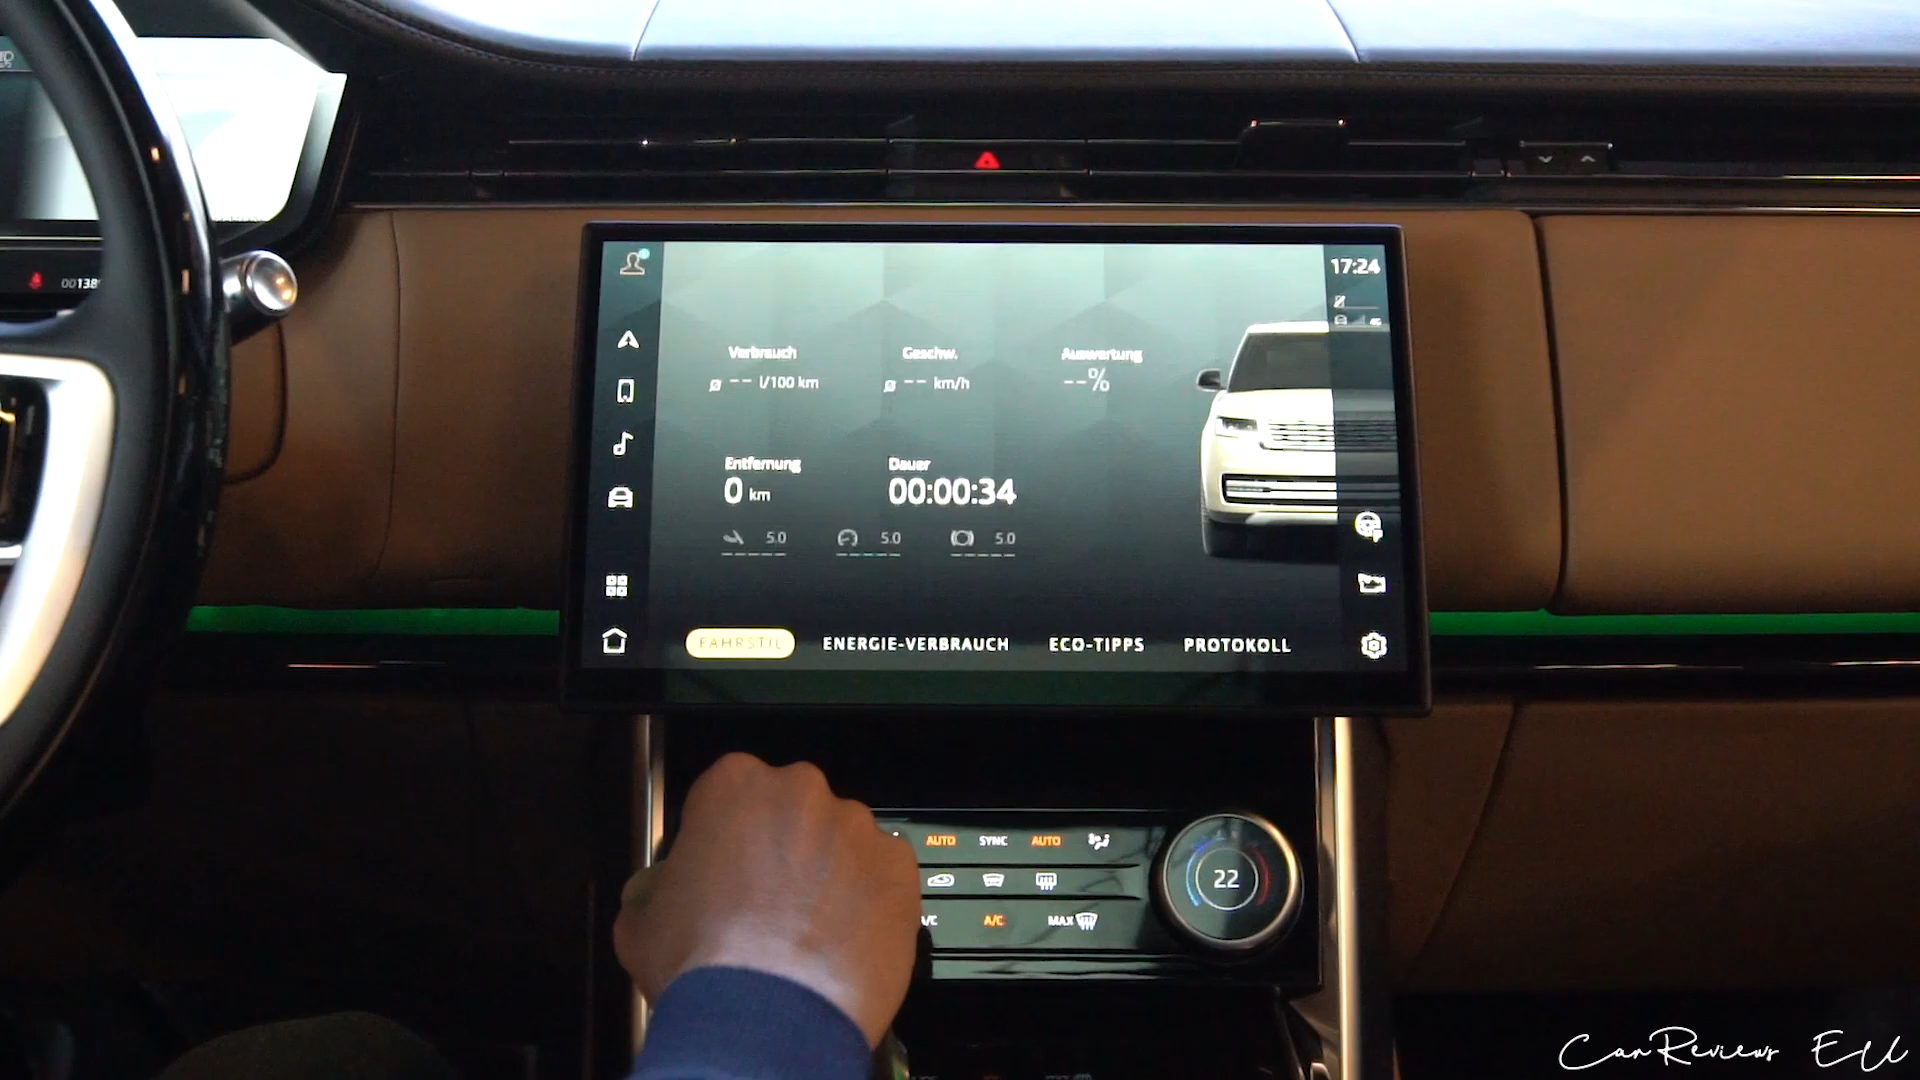 17:24
Verbrauch
Geschw.
Auswertung
Ø -- l/100 km
Ø -- km/h
--%
Entfernung
Dauer
0 km
00:00:34
5.0
5.0
5.0
FAHRSTIL
ENERGIE-VERBRAUCH
ECO-TIPPS
PROTOKOLL
AUTO
SYNC
AUTO
22
A/C
A/C
MAX
CarReviews EU